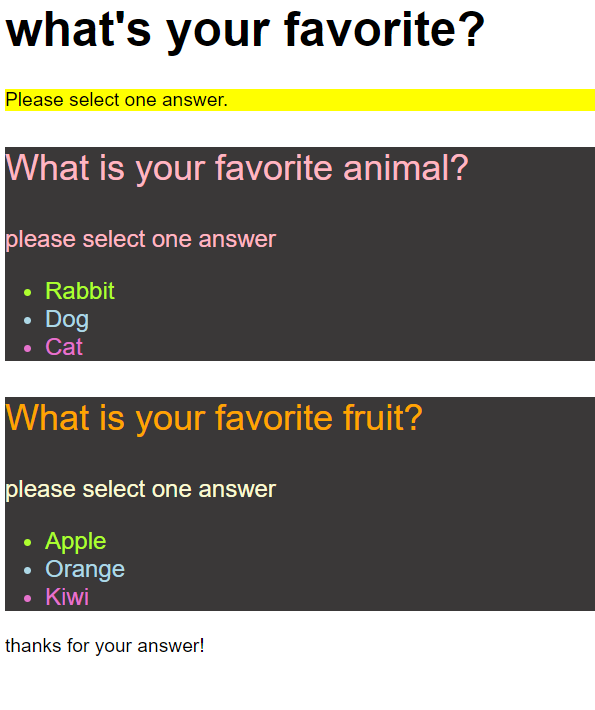 what's your favorite?
Please select one answer.
What is your favorite animal?
please select one answer
Rabbit
Dog
Cat
What is your favorite fruit?
please select one answer
Apple
Orange
Kiwi
thanks for your answer!